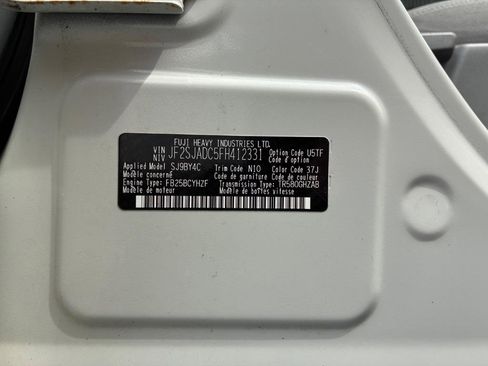 FUJI HEAVY INDUSTRIES LTD.
VIN NIV JF2SJADC5FH412331 Option Code U5TF
Code d'option
Applied Model SJ9BY4C Trim Code N10 Color Code 37J
Modèle concerné Code de garniture Code de couleur
Engine Type FB25BCYHZF Transmission Type TR580GHZAB
Modèle de moteur Modèle de boîtes vitesse